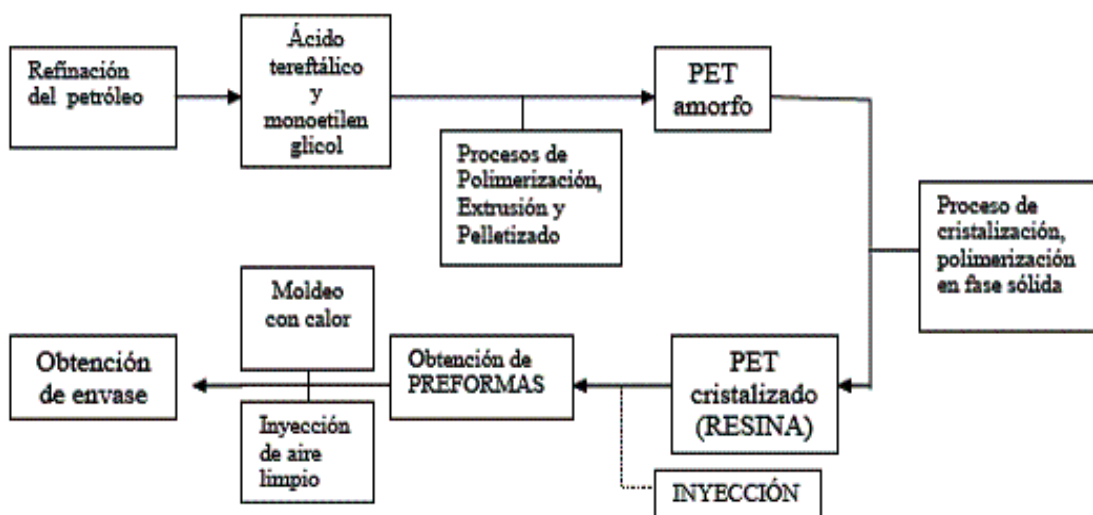 Refinación
del petróleo
Ácido
tereftálico
y
monoetilen
glicol
Procesos de
Polimerización,
Extrusión y
Pelletizado
PET
amorfo
Proceso de
cristalización,
polimerización
en fase sólida
PET
cristalizado
(RESINA)
INYECCIÓN
Obtención de
PREFORMAS
Moldeo
con calor
Inyección
de aire
limpio
Obtención
de envase